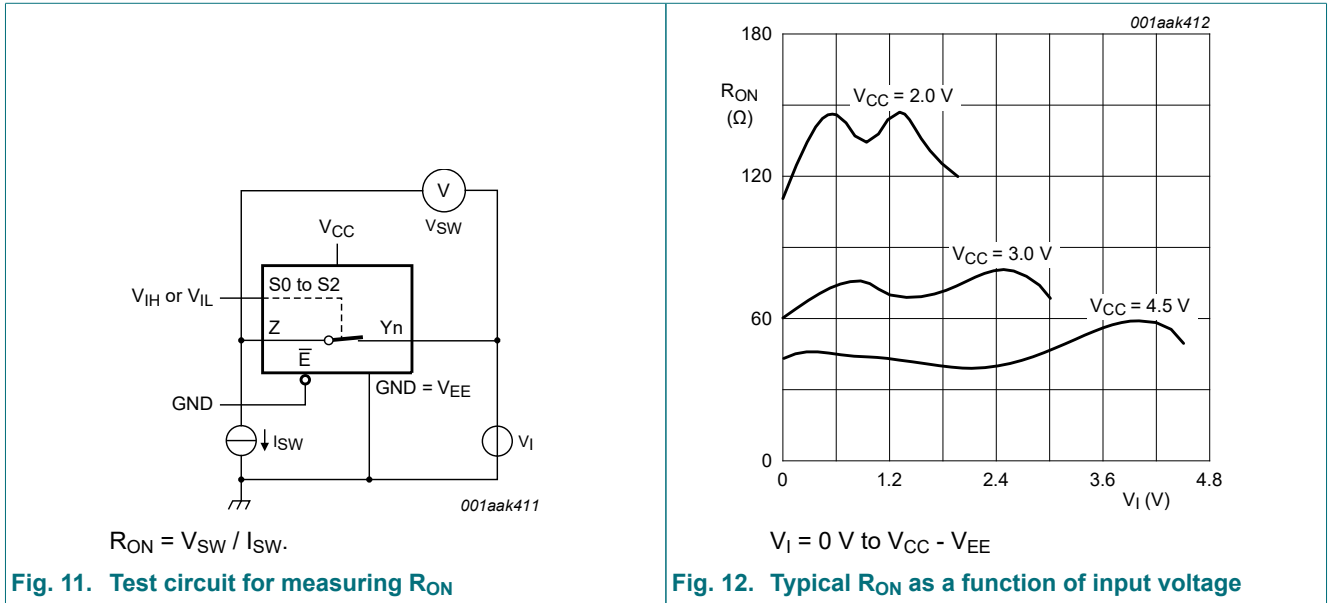 V
VSW
VCC
S0 to S2
VIH or VIL
Z
Yn
E̅
GND = VEE
GND
ISW
VI
001aak411
RON = VSW / ISW.
Fig. 11. Test circuit for measuring RON
001aak412
180
RON
(Ω)
VCC = 2.0 V
120
VCC = 3.0 V
VCC = 4.5 V
60
0
0
1.2
2.4
3.6
4.8
VI (V)
VI = 0 V to VCC - VEE
Fig. 12. Typical RON as a function of input voltage